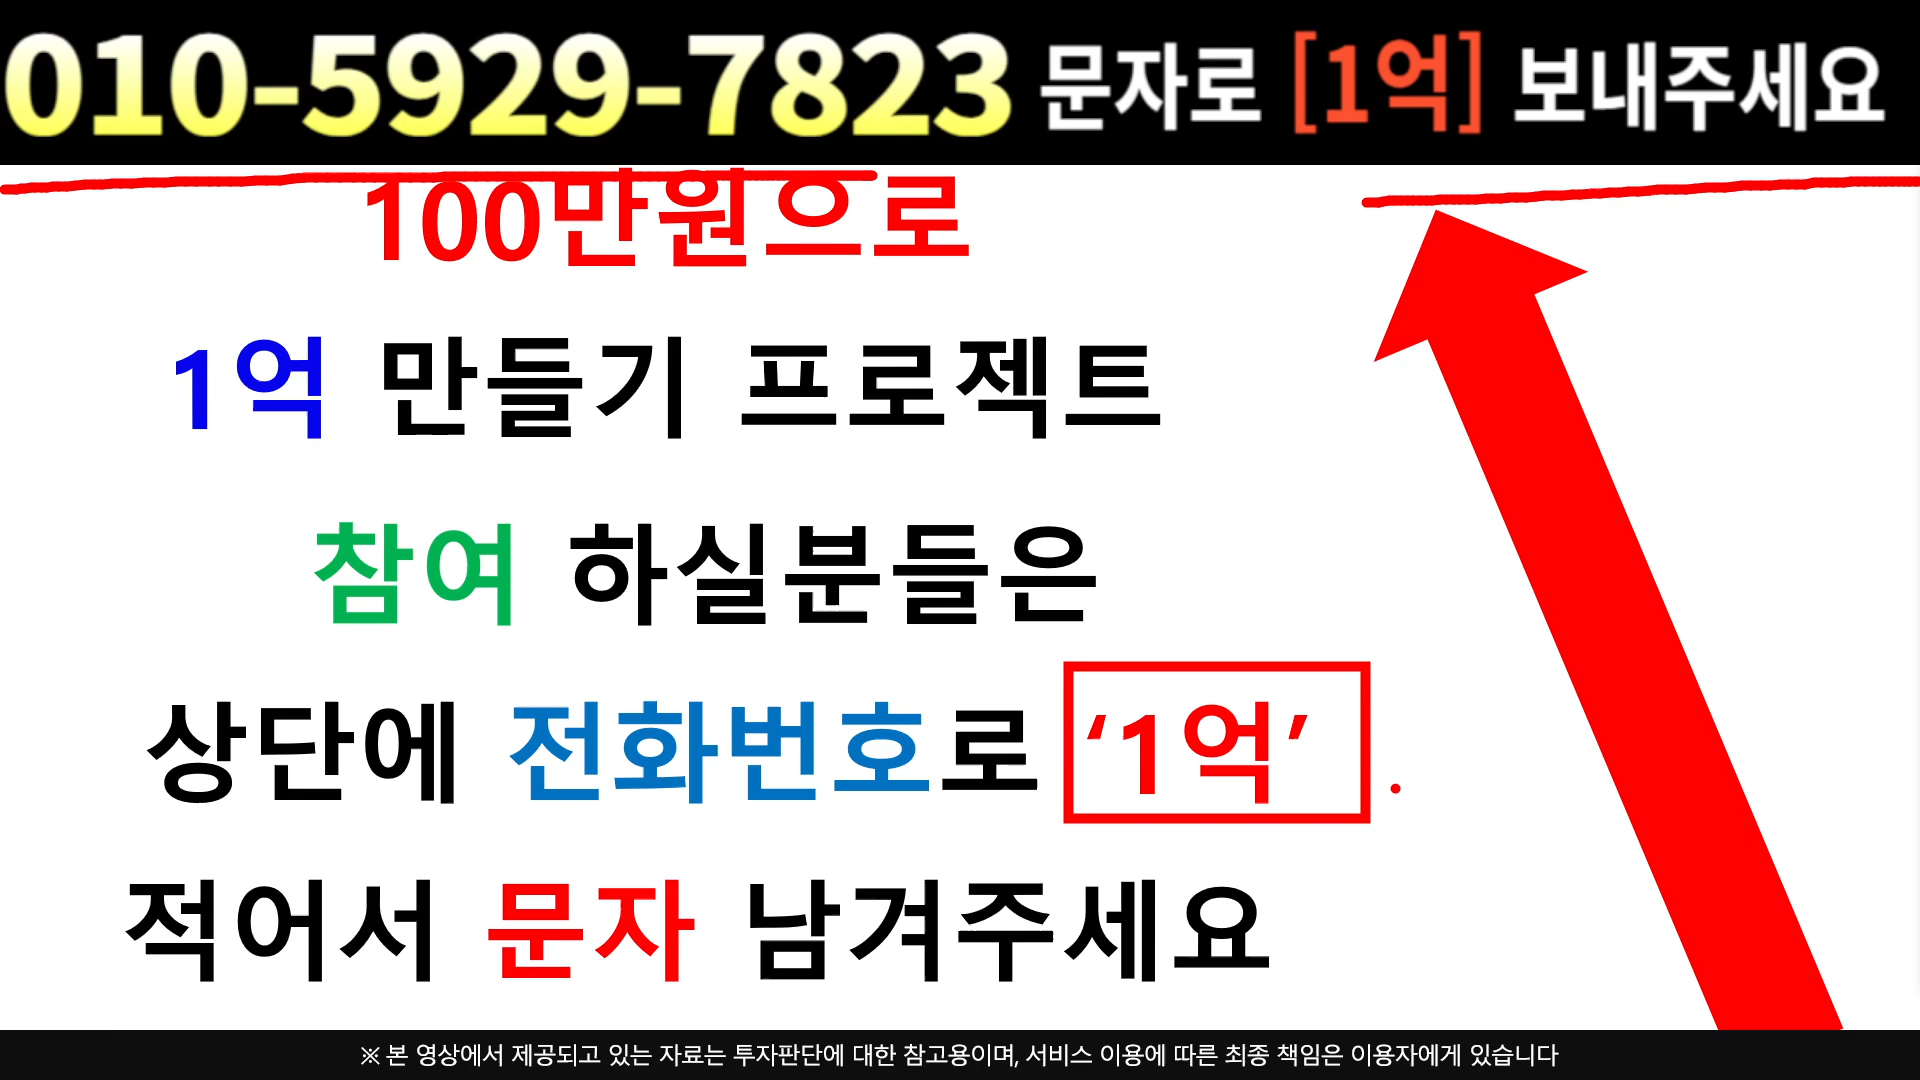 010-5929-7823 문자로 [1억] 보내주세요
100만원으로
1억 만들기 프로젝트
참여 하실분들은
상단에 전화번호로 ‘1억’ .
적어서 문자 남겨주세요
※ 본 영상에서 제공되고 있는 자료는 투자판단에 대한 참고용이며, 서비스 이용에 따른 최종 책임은 이용자에게 있습니다